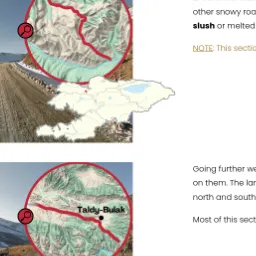 other snowy roa
slush or melted
NOTE: This sectio
Taldy-Bulak
Going further we
on them. The lar
north and south
Most of this sect